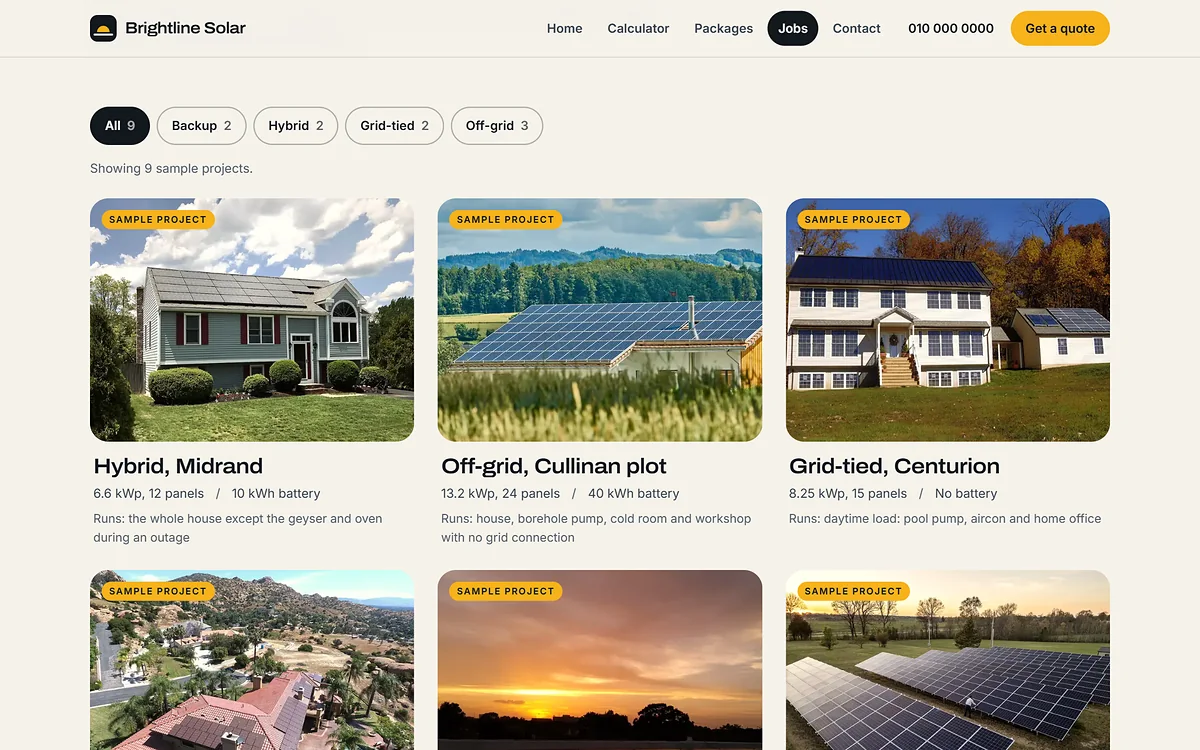 Brightline Solar
Home
Calculator
Packages
Jobs
Contact
010 000 0000
Get a quote
All 9
Backup 2
Hybrid 2
Grid-tied 2
Off-grid 3
Showing 9 sample projects.
SAMPLE PROJECT
SAMPLE PROJECT
SAMPLE PROJECT
Hybrid, Midrand
6.6 kWp, 12 panels / 10 kWh battery
Runs: the whole house except the geyser and oven
during an outage
Off-grid, Cullinan plot
13.2 kWp, 24 panels / 40 kWh battery
Runs: house, borehole pump, cold room and workshop
with no grid connection
Grid-tied, Centurion
8.25 kWp, 15 panels / No battery
Runs: daytime load: pool pump, aircon and home office
SAMPLE PROJECT
SAMPLE PROJECT
SAMPLE PROJECT